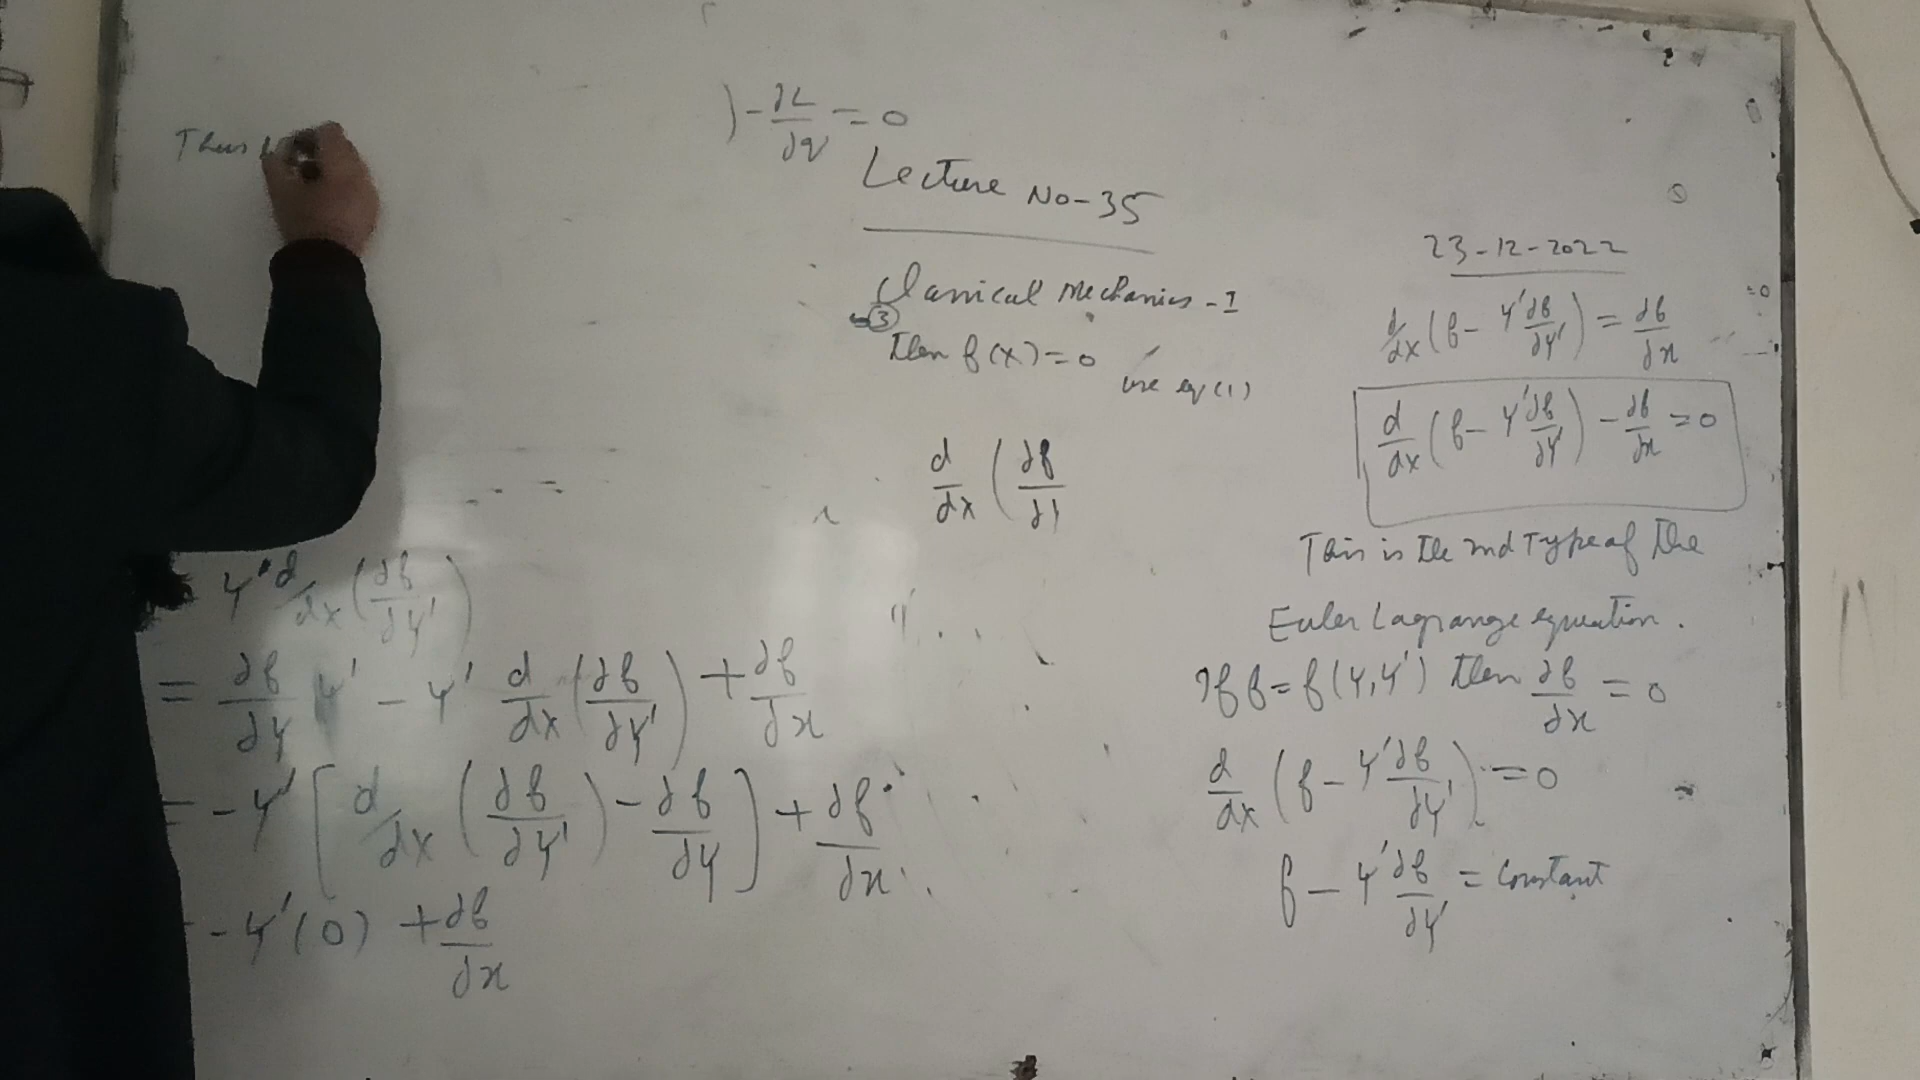 Thus
) - ∂L/∂q = 0
Lecture No-35
Classical Mechanics - I
③
then f(x) = 0
use eq (1)
d/dx ( ∂f/∂y
y' d/dx (∂f/∂y')
= ∂f/∂y y' - y' d/dx (∂f/∂y') + ∂f/∂x
= -y' [ d/dx (∂f/∂y') - ∂f/∂y ] + ∂f/∂x
- y'(0) + ∂f/∂x
23-12-2022
d/dx (f - y' ∂f/∂y') = ∂f/∂x
d/dx (f - y' ∂f/∂y') - ∂f/∂x = 0
This is the 2nd Type of the
Euler Lagrange equation.
If f = f(y, y') then ∂f/∂x = 0
d/dx (f - y' ∂f/∂y') = 0
f - y' ∂f/∂y' = constant